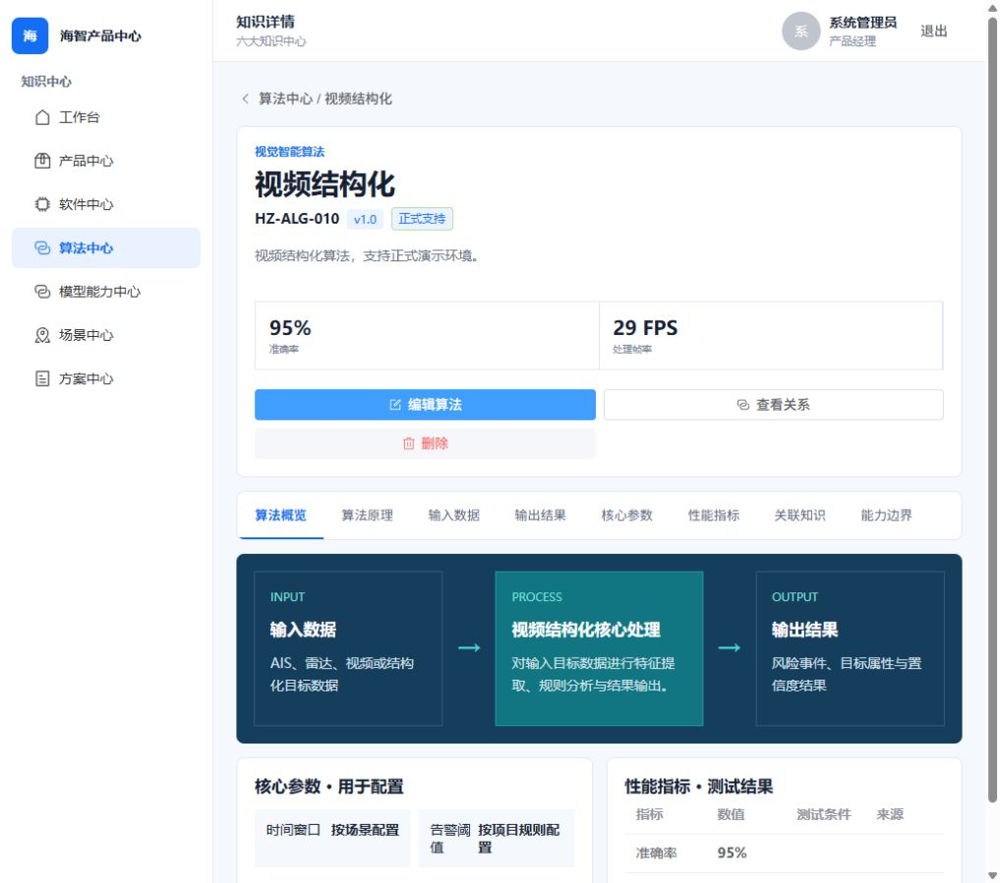 海
海智产品中心
知识中心
工作台
产品中心
软件中心
算法中心
模型能力中心
场景中心
方案中心
知识详情
六大知识中心
系
系统管理员
产品经理
退出
算法中心 / 视频结构化
视觉智能算法
视频结构化
HZ-ALG-010 v1.0 正式支持
视频结构化算法，支持正式演示环境。
95%
准确率
29 FPS
处理帧率
编辑算法
查看关系
删除
算法概览 算法原理 输入数据 输出结果 核心参数 性能指标 关联知识 能力边界
INPUT
输入数据
AIS、雷达、视频或结构
化目标数据
→
PROCESS
视频结构化核心处理
对输入目标数据进行特征提
取、规则分析与结果输出。
→
OUTPUT
输出结果
风险事件、目标属性与置
信度结果
核心参数・用于配置
时间窗口 按场景配置
告警阈
值
按项目规则配
置
性能指标・测试结果
指标 数值 测试条件 来源
准确率 95%